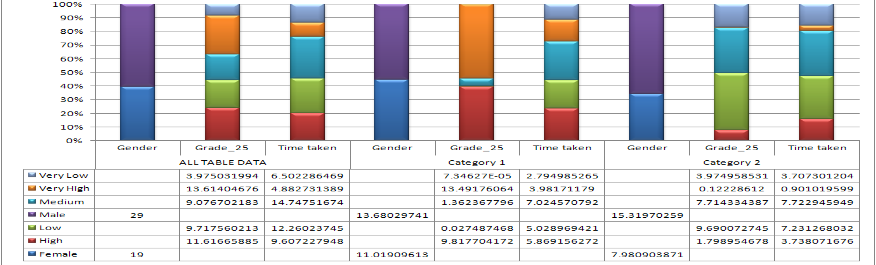 100%
90%
80%
70%
60%
50%
40%
30%
20%
10%
0%
Gender Grade_25 Time taken Gender Grade_25 Time taken Gender Grade_25 Time taken
ALL TABLE DATA Category 1 Category 2
Very Low 3.975031994 6.502286469 7.34627E-05 2.794985265 3.974958531 3.707301204
Very High 13.61404676 4.882731389 13.49176064 3.98171179 0.12228612 0.901019599
Medium 9.076702183 14.74751674 1.362367796 7.024570792 7.714334387 7.722945949
Male 29 13.68029741 15.31970259
Low 9.717560213 12.26023745 0.027487468 5.028969421 9.690072745 7.231268032
High 11.61665885 9.607227948 9.817704172 5.869156272 1.798954678 3.738071676
Female 19 11.01909613 7.980903871